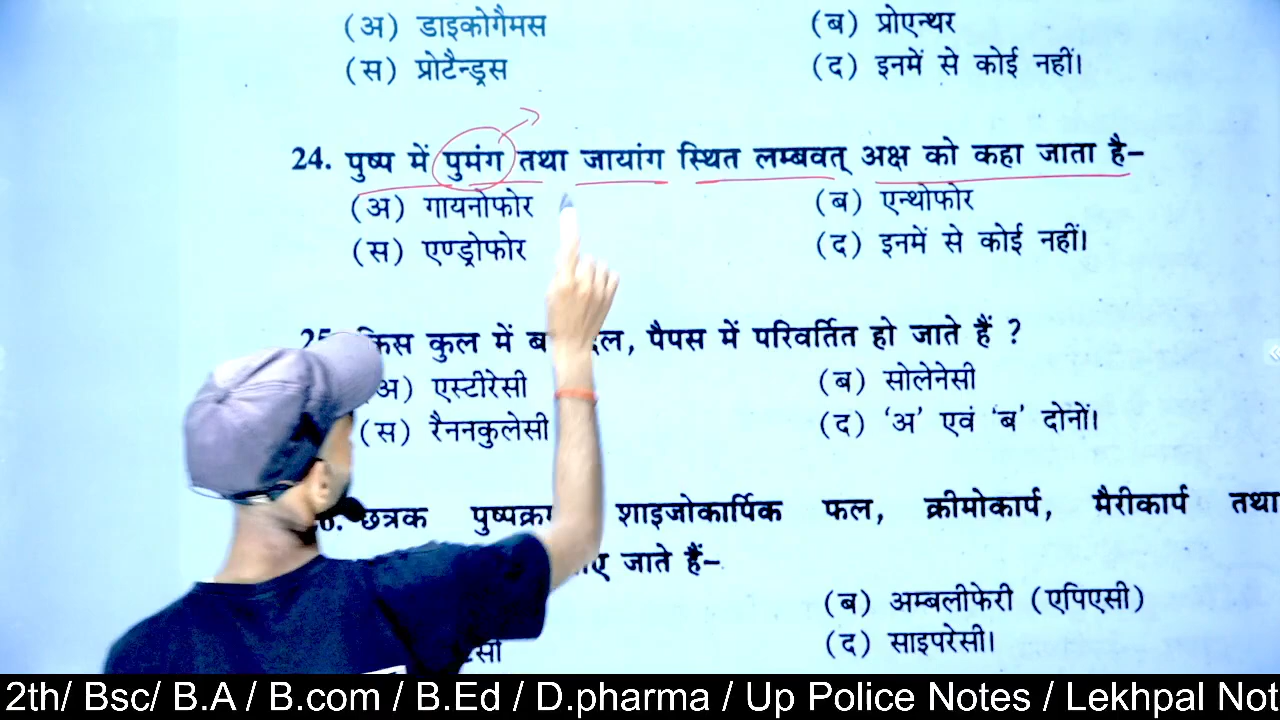 (अ) डाइकोगैमस (ब) प्रोएन्थर
(स) प्रोटैन्ड्रस (द) इनमें से कोई नहीं।
24. पुष्प में पुमंग तथा जायांग स्थित लम्बवत् अक्ष को कहा जाता है–
(अ) गायनोफोर (ब) एन्थोफोर
(स) एण्ड्रोफोर (द) इनमें से कोई नहीं।
किस कुल में दल, पैपस में परिवर्तित हो जाते हैं ?
अ) एस्टीरेसी (ब) सोलेनेसी
(स) रैननकुलेसी (द) ‘अ’ एवं ‘ब’ दोनों।
छत्रक शाइजोकार्पिक फल, क्रीमोकार्प, मैरीकार्प तथा
जाते हैं–
(ब) अम्बलीफेरी (एपिएसी)
(द) साइपरेसी।
2th/ Bsc/ B.A / B.com / B.Ed / D.pharma / Up Police Notes / Lekhpal Not